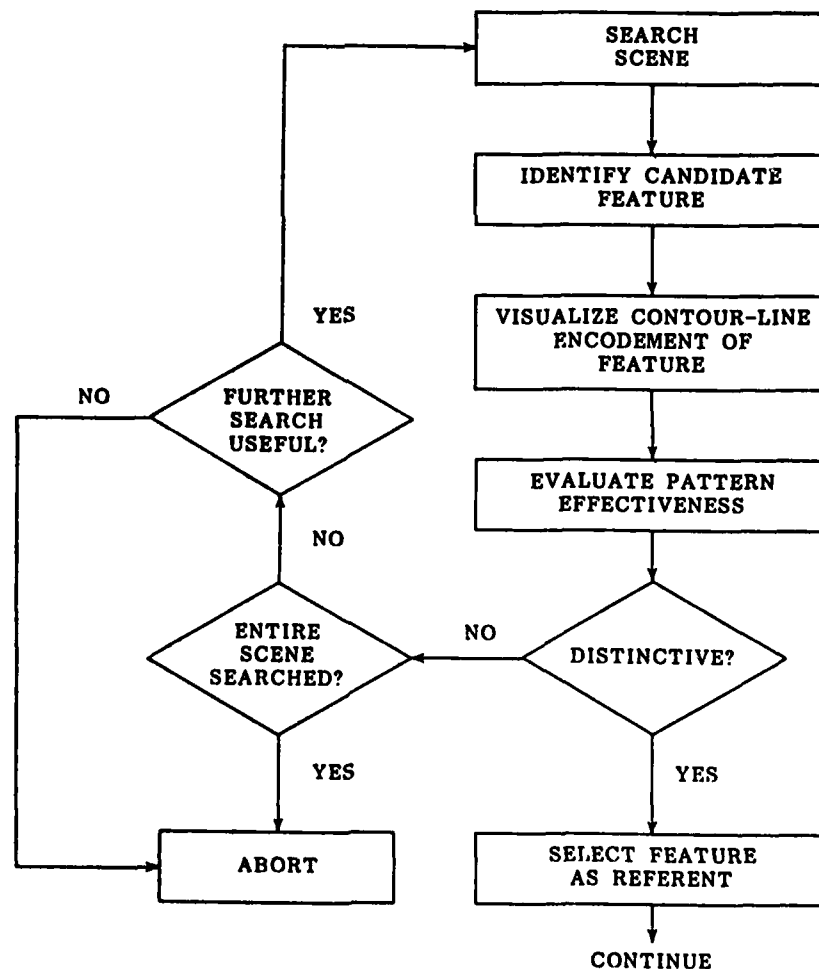 SEARCH
SCENE
IDENTIFY CANDIDATE
FEATURE
VISUALIZE CONTOUR-LINE
ENCODEMENT OF
FEATURE
EVALUATE PATTERN
EFFECTIVENESS
DISTINCTIVE?
NO
YES
SELECT FEATURE
AS REFERENT
CONTINUE
ENTIRE
SCENE
SEARCHED?
NO
YES
ABORT
FURTHER
SEARCH
USEFUL?
YES
NO